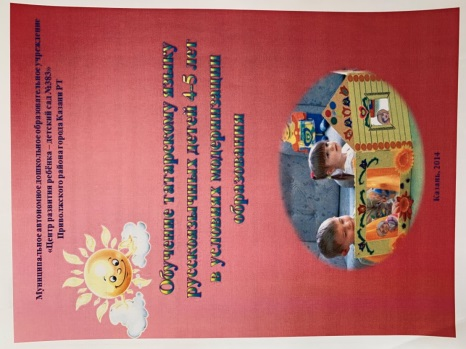 Муниципальное автономное дошкольное образовательное учреждение
«Центр развития ребёнка – детский сад №383»
Приволжского района города Казани РТ
Обучение татарскому языку
русскоязычных детей 4-5 лет
в условиях модернизации
образования
Казань, 2014